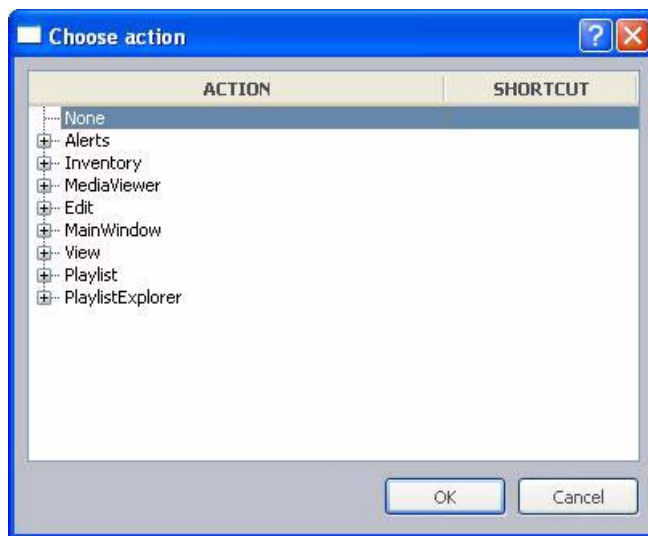 Choose action
ACTION SHORTCUT
None
Alerts
Inventory
MediaViewer
Edit
MainWindow
View
Playlist
PlaylistExplorer
OK Cancel